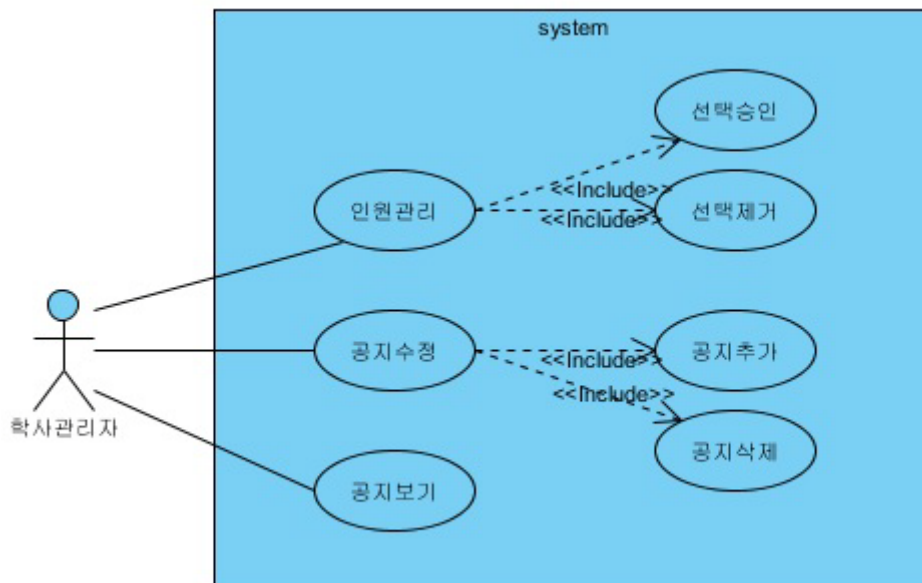 system
선택승인
<<Include>>
인원관리
<<Include>>
선택제거
공지수정
<<Include>>
공지추가
<<Include>>
학사관리자
공지삭제
공지보기